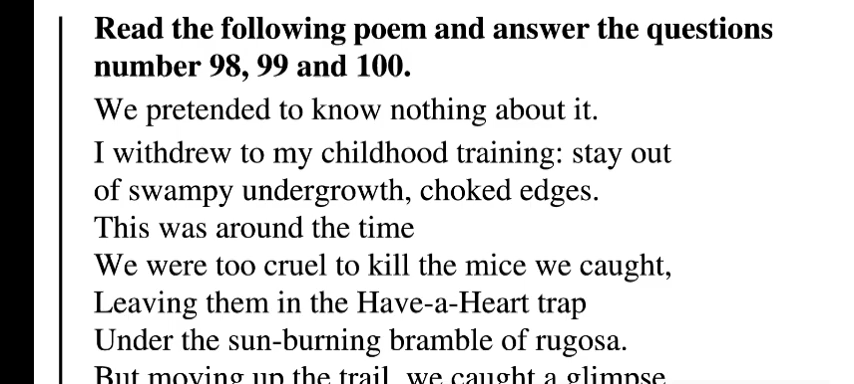 Read the following poem and answer the questions
number 98, 99 and 100.
We pretended to know nothing about it.
I withdrew to my childhood training: stay out
of swampy undergrowth, choked edges.
This was around the time
We were too cruel to kill the mice we caught,
Leaving them in the Have-a-Heart trap
Under the sun-burning bramble of rugosa.
But moving up the trail, we caught a glimpse